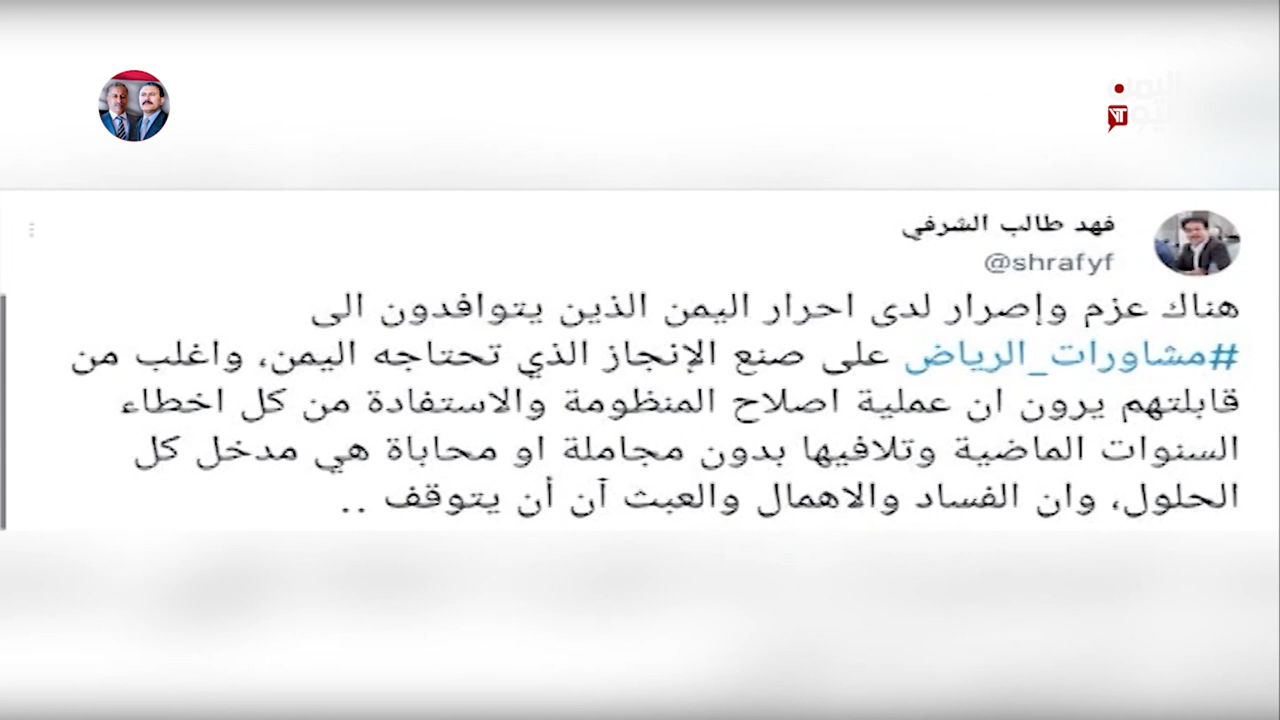 اليمن
اليوم
فهد طالب الشرفي
@shrafyf
هناك عزم وإصرار لدى احرار اليمن الذين يتوافدون الى
#مشاورات_الرياض على صنع الإنجاز الذي تحتاجه اليمن، واغلب من
قابلتهم يرون ان عملية اصلاح المنظومة والاستفادة من كل اخطاء
السنوات الماضية وتلافيها بدون مجاملة او محاباة هي مدخل كل
الحلول، وان الفساد والاهمال والعبث آن أن يتوقف ..